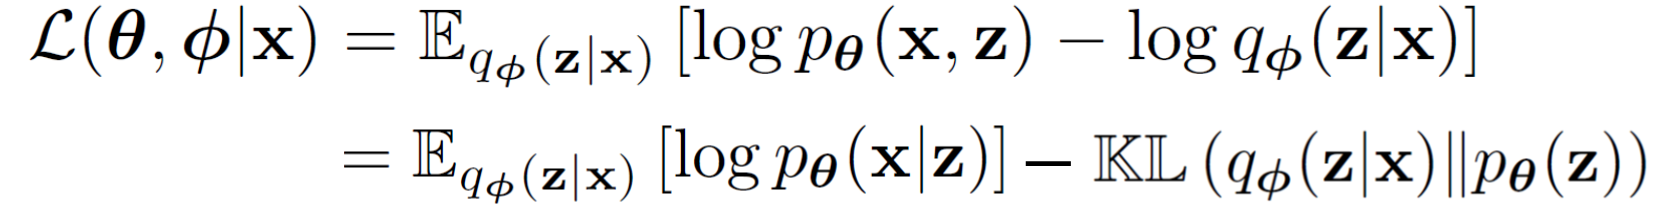 ℒ(θ, ϕ|x) = 𝔼_{q_ϕ(z|x)} [log p_θ(x, z) − log q_ϕ(z|x)]
= 𝔼_{q_ϕ(z|x)} [log p_θ(x|z)] − 𝕂𝕃 (q_ϕ(z|x)‖p_θ(z))